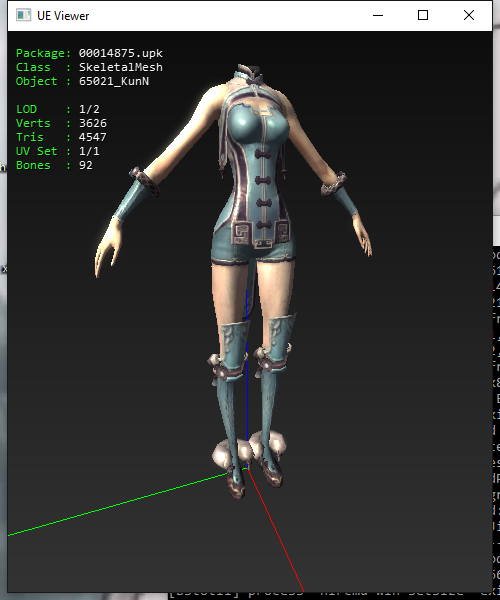 UE Viewer
Package: 00014875.upk
Class : SkeletalMesh
Object : 65021_KunN
LOD : 1/2
Verts : 3626
Tris : 4547
UV Set : 1/1
Bones : 92